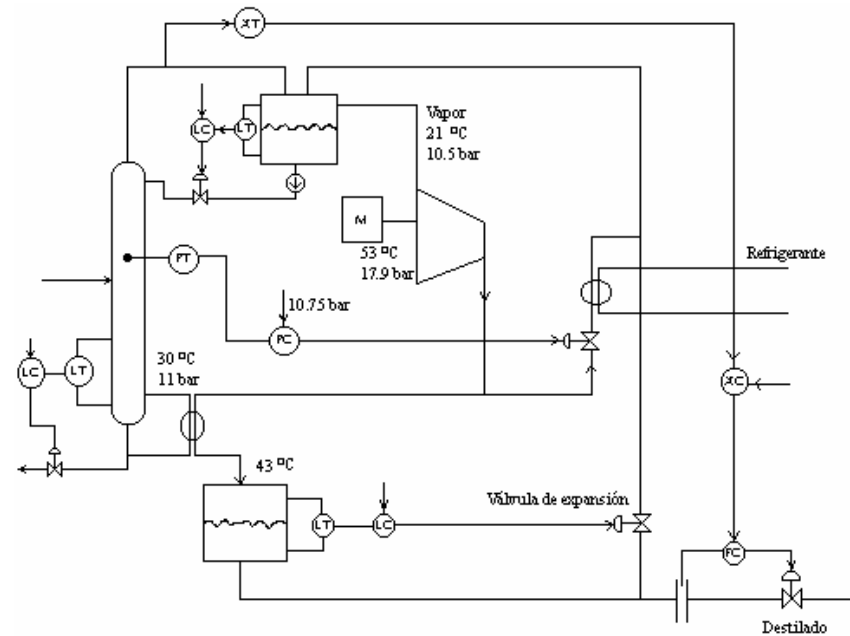 XT
Vapor
21 ºC
10.5 bar
LC
LT
M
53 ºC
17.9 bar
PT
Refrigerante
10.75 bar
PC
LC
LT
30 ºC
11 bar
XC
43 ºC
Válvula de expansión
LT
LC
FC
Destilado